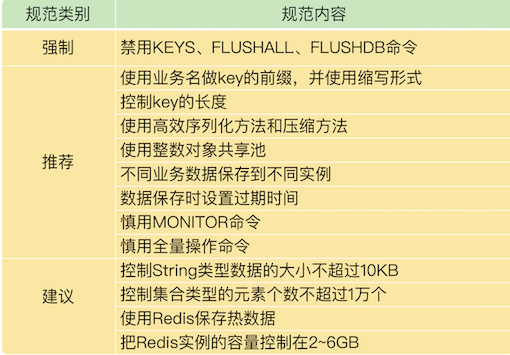 规范类别 规范内容
强制 禁用KEYS、FLUSHALL、FLUSHDB命令
推荐
使用业务名做key的前缀，并使用缩写形式
控制key的长度
使用高效序列化方法和压缩方法
使用整数对象共享池
不同业务数据保存到不同实例
数据保存时设置过期时间
慎用MONITOR命令
慎用全量操作命令
建议
控制String类型数据的大小不超过10KB
控制集合类型的元素个数不超过1万个
使用Redis保存热数据
把Redis实例的容量控制在2~6GB